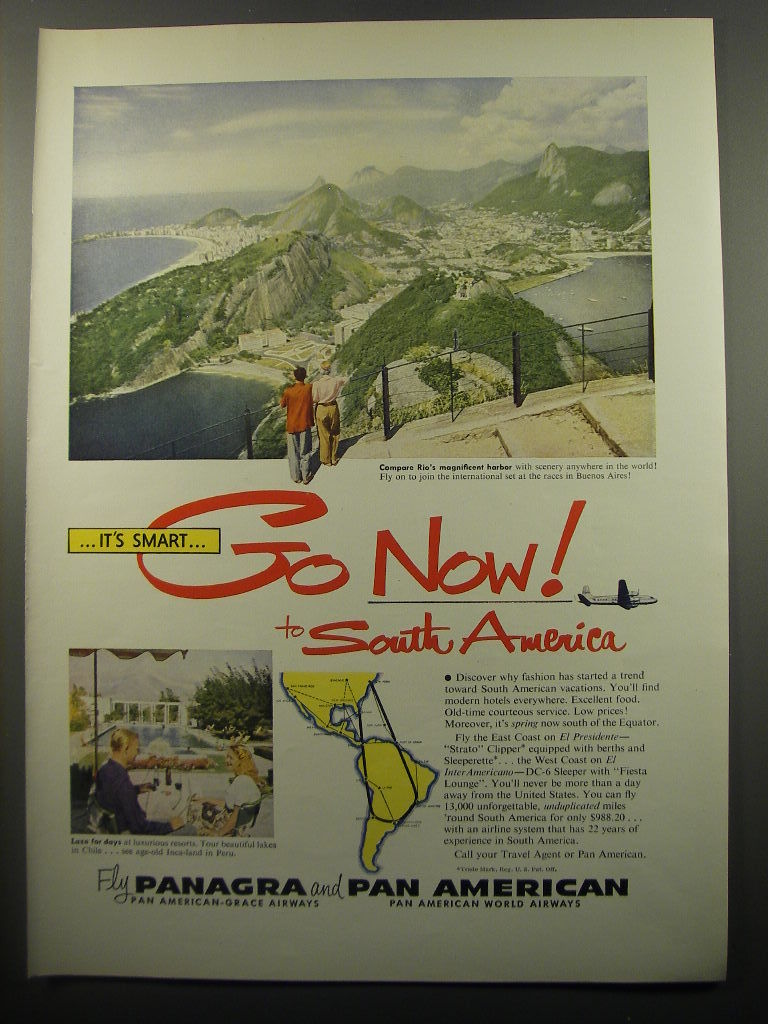 Compare Rio's magnificent harbor with scenery anywhere in the world!
Fly on to join the international set at the races in Buenos Aires!
...IT'S SMART...
Go Now!
to South America
Laze for days at luxurious resorts. Tour beautiful lakes
in Chile . . . see age-old Inca-land in Peru.
● Discover why fashion has started a trend
toward South American vacations. You'll find
modern hotels everywhere. Excellent food.
Old-time courteous service. Low prices!
Moreover, it's spring now south of the Equator.
Fly the East Coast on El Presidente—
"Strato" Clipper* equipped with berths and
Sleeperette*. . . the West Coast on El
InterAmericano—DC-6 Sleeper with "Fiesta
Lounge". You'll never be more than a day
away from the United States. You can fly
13,000 unforgettable, unduplicated miles
'round South America for only $988.20 . . .
with an airline system that has 22 years of
experience in South America.
Call your Travel Agent or Pan American.
*Trade Mark, Reg. U. S. Pat. Off.
Fly PANAGRA and PAN AMERICAN
PAN AMERICAN-GRACE AIRWAYS PAN AMERICAN WORLD AIRWAYS